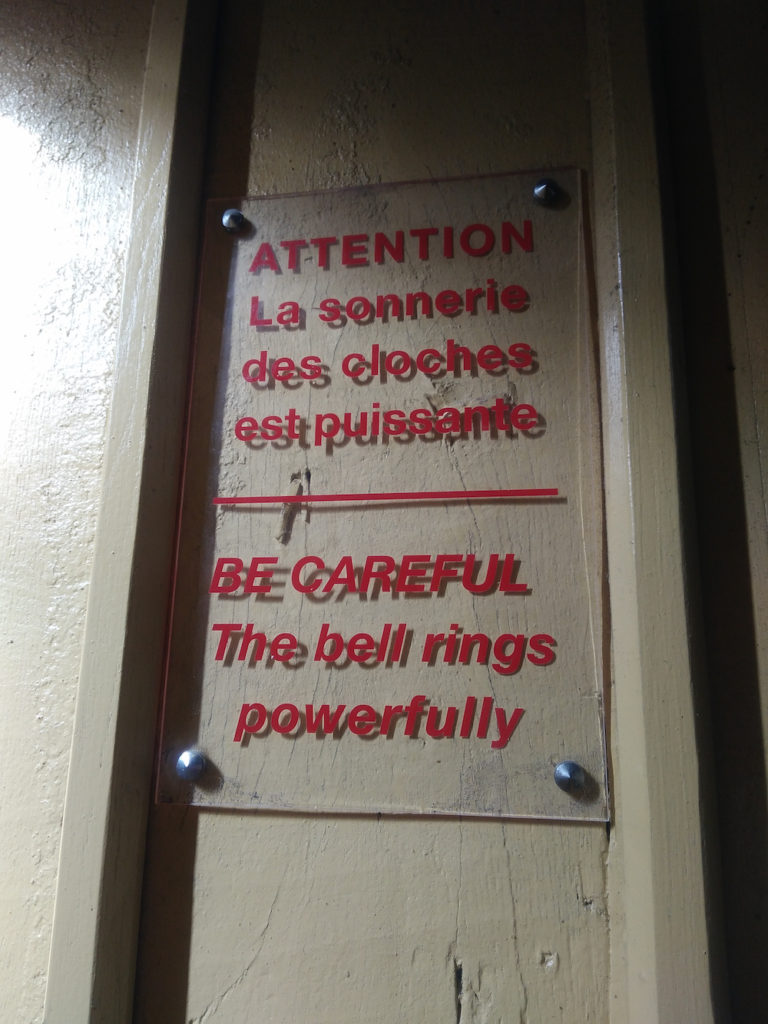 ATTENTION
La sonnerie
des cloches
est puissante
BE CAREFUL
The bell rings
powerfully